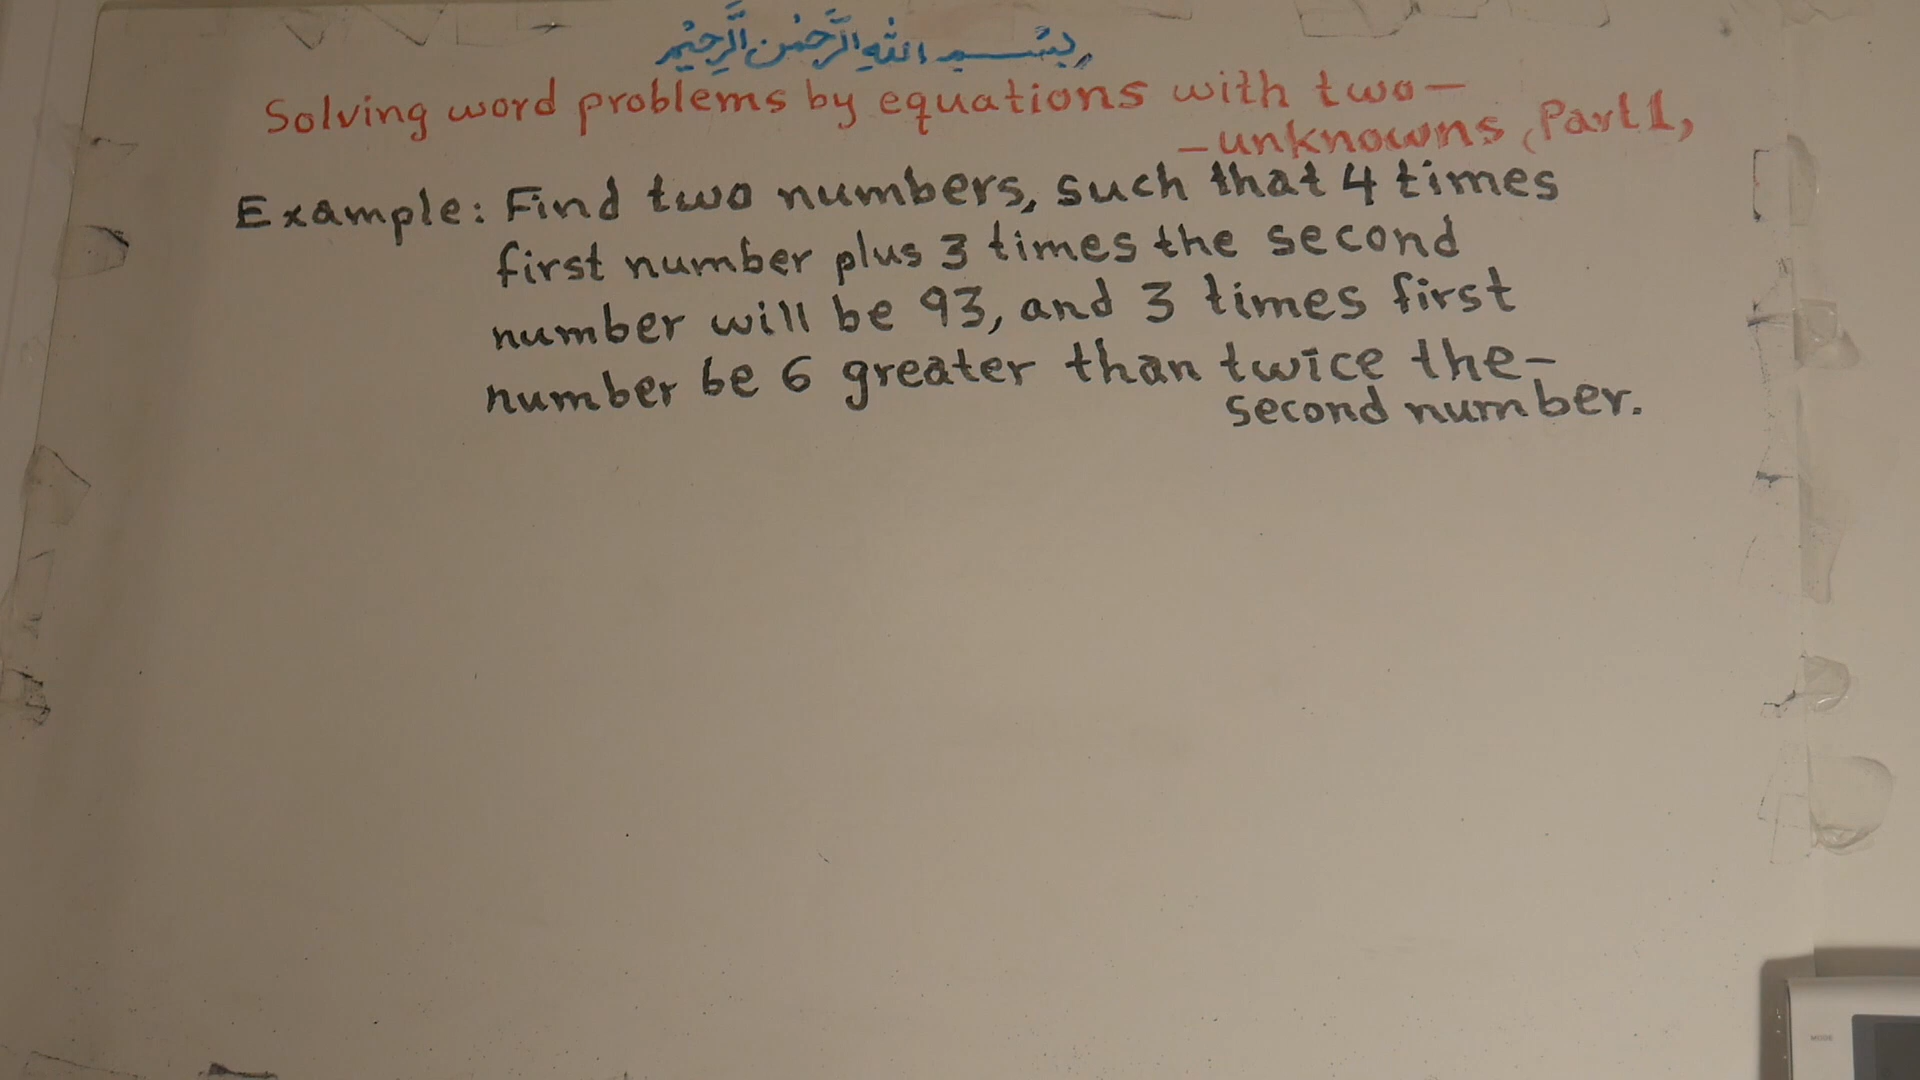 بِسْمِ اللهِ الرَّحْمٰنِ الرَّحِيْمِ
Solving word problems by equations with two-
-unknowns, Part 1,
Example: Find two numbers, such that 4 times
first number plus 3 times the second
number will be 93, and 3 times first
number be 6 greater than twice the-
second number.
MODE